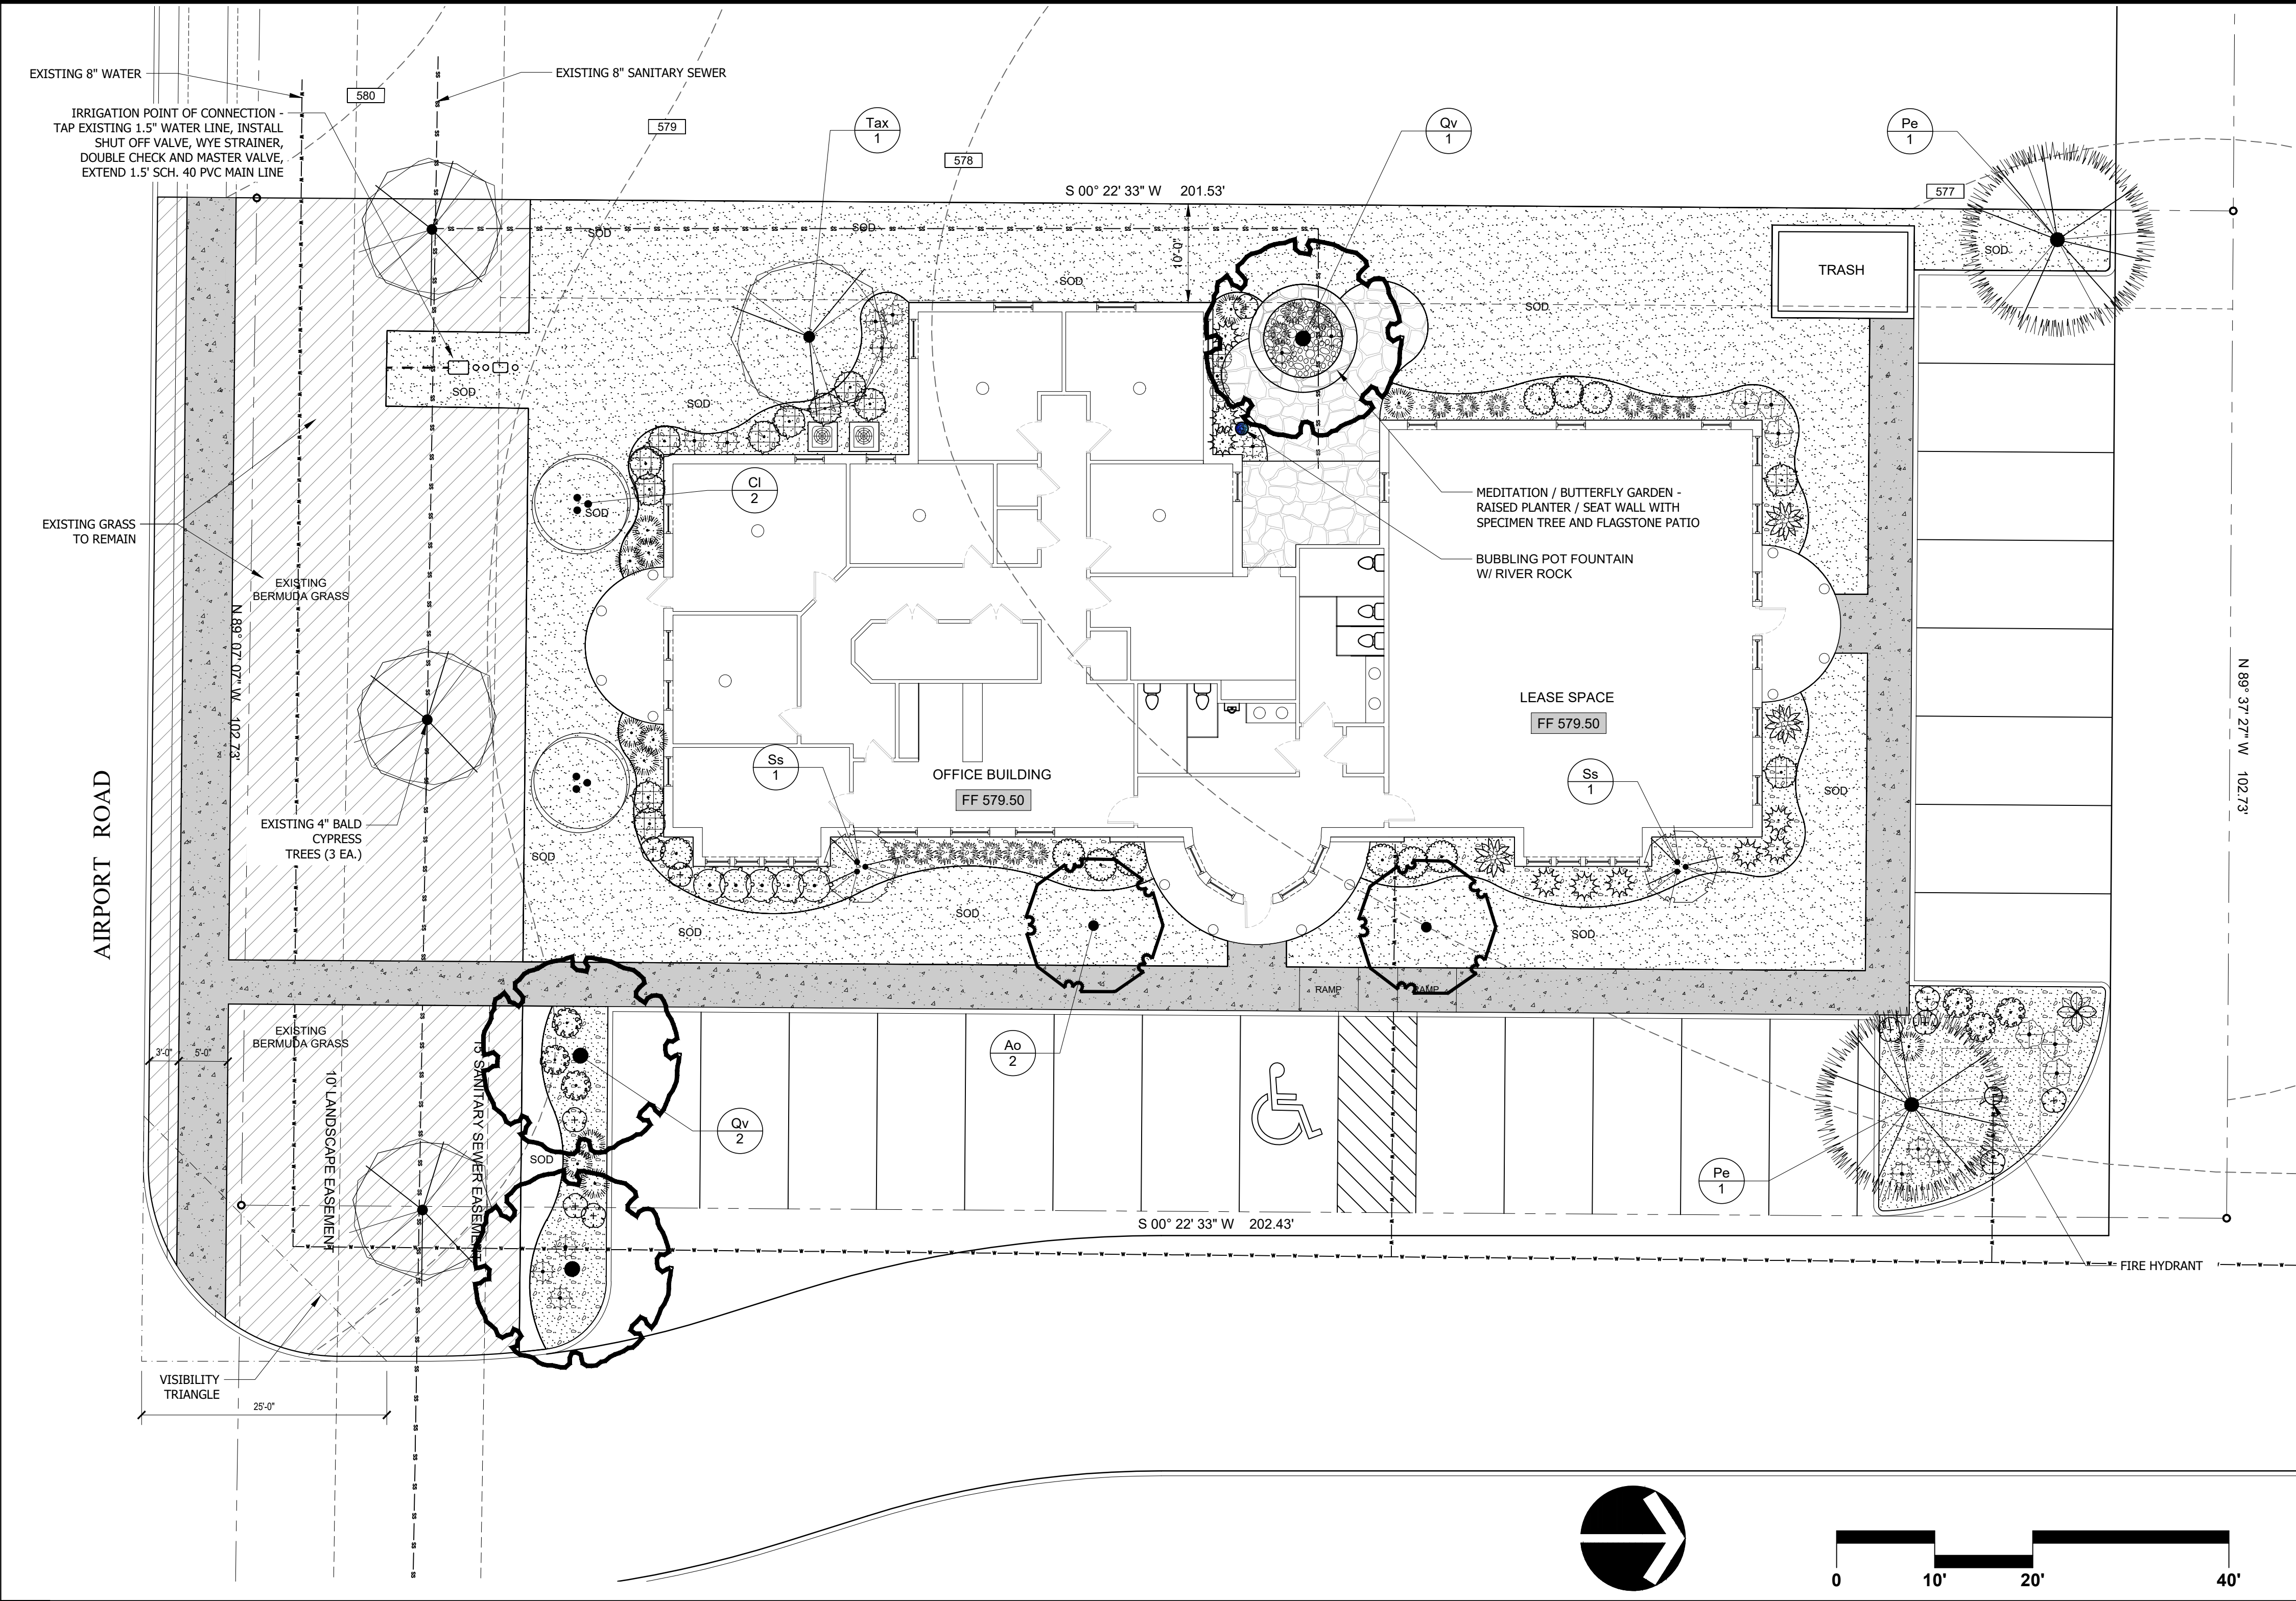 EXISTING 8" WATER
EXISTING 8" SANITARY SEWER
580
IRRIGATION POINT OF CONNECTION -
TAP EXISTING 1.5" WATER LINE, INSTALL
SHUT OFF VALVE, WYE STRAINER,
DOUBLE CHECK AND MASTER VALVE,
EXTEND 1.5' SCH. 40 PVC MAIN LINE
579
Tax
1
578
Qv
1
Pe
1
577
S 00° 22' 33" W 201.53'
10'-0"
SOD
SOD
SOD
SOD
SOD
TRASH
SOD
SOD
Cl
2
SOD
EXISTING GRASS
TO REMAIN
EXISTING
BERMUDA GRASS
N 89° 07' 07" W 102.73'
MEDITATION / BUTTERFLY GARDEN -
RAISED PLANTER / SEAT WALL WITH
SPECIMEN TREE AND FLAGSTONE PATIO
BUBBLING POT FOUNTAIN
W/ RIVER ROCK
LEASE SPACE
FF 579.50
N 89° 37' 27" W 102.73'
AIRPORT ROAD
Ss
1
OFFICE BUILDING
FF 579.50
Ss
1
SOD
EXISTING 4" BALD
CYPRESS
TREES (3 EA.)
SOD
SOD
SOD
SOD
RAMP
RAMP
EXISTING
BERMUDA GRASS
3'-0"
5'-0"
10' LANDSCAPE EASEMENT
15' SANITARY SEWER EASEMENT
Ao
2
Qv
2
SOD
Pe
1
S 00° 22' 33" W 202.43'
FIRE HYDRANT
VISIBILITY
TRIANGLE
25'-0"
0 10' 20' 40'